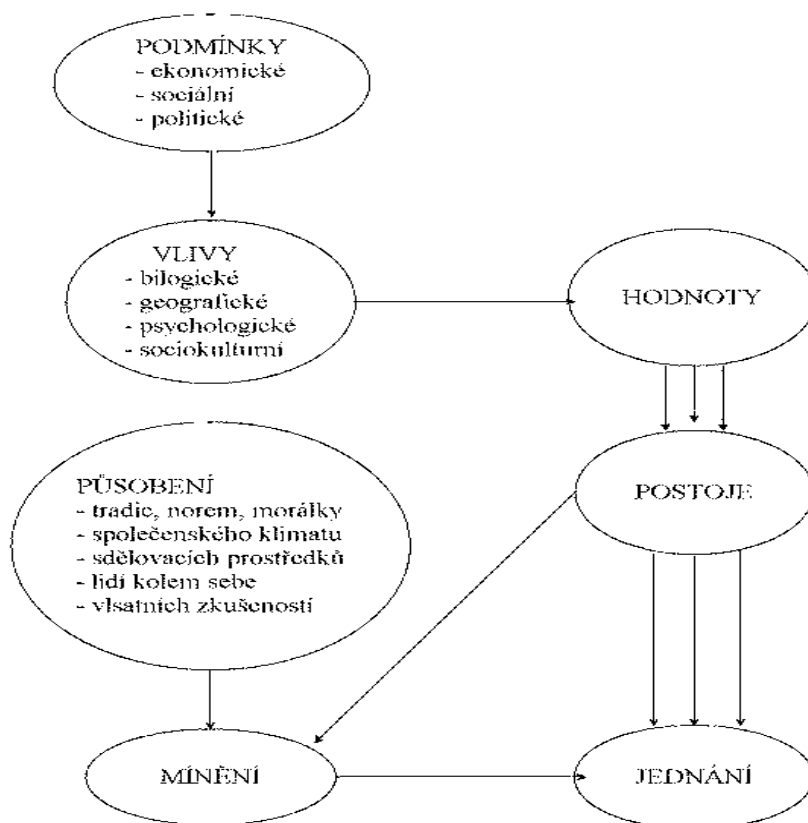 PODMÍNKY
- ekonomické
- sociální
- politické
VLIVY
- bilogické
- geografické
- psychologické
- sociokulturní
HODNOTY
PŮSOBENÍ
- tradic, norem, morálky
- společenského klimatu
- sdělovacích prostředků
- lidí kolem sebe
- vlsatních zkušeností
POSTOJE
MÍNĚNÍ
JEDNÁNÍ